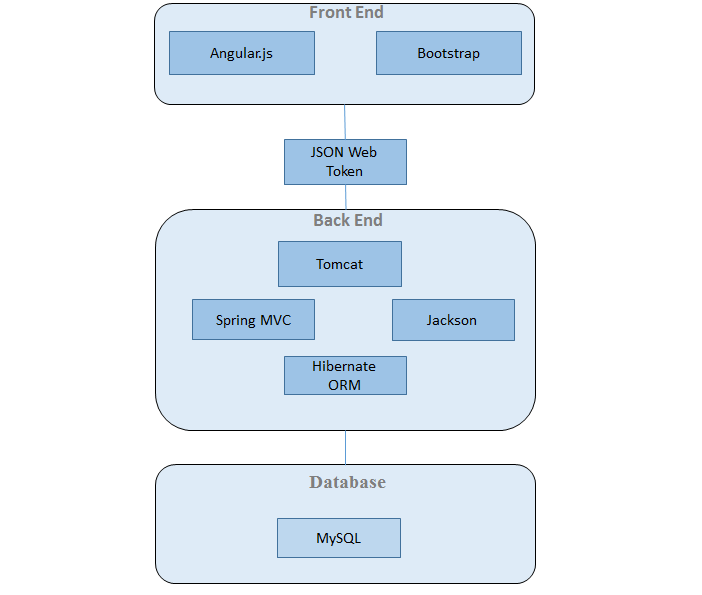 Front End
Angular.js
Bootstrap
JSON Web
Token
Back End
Tomcat
Spring MVC
Jackson
Hibernate
ORM
Database
MySQL